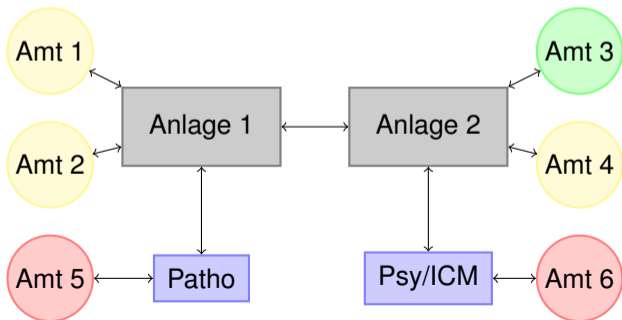 Amt 1
Amt 3
Anlage 1
Anlage 2
Amt 2
Amt 4
Amt 5
Patho
Psy/ICM
Amt 6